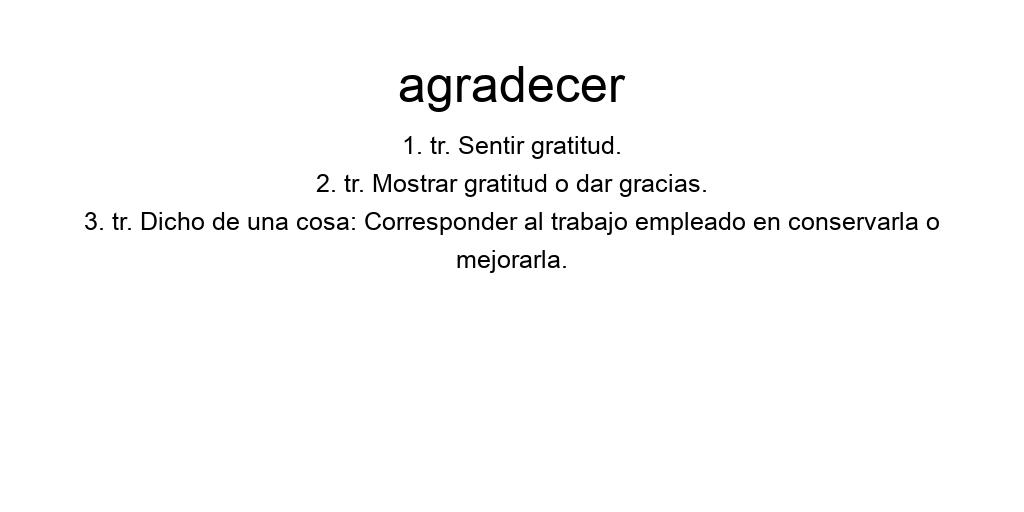 agradecer
1. tr. Sentir gratitud.
2. tr. Mostrar gratitud o dar gracias.
3. tr. Dicho de una cosa: Corresponder al trabajo empleado en conservarla o
mejorarla.